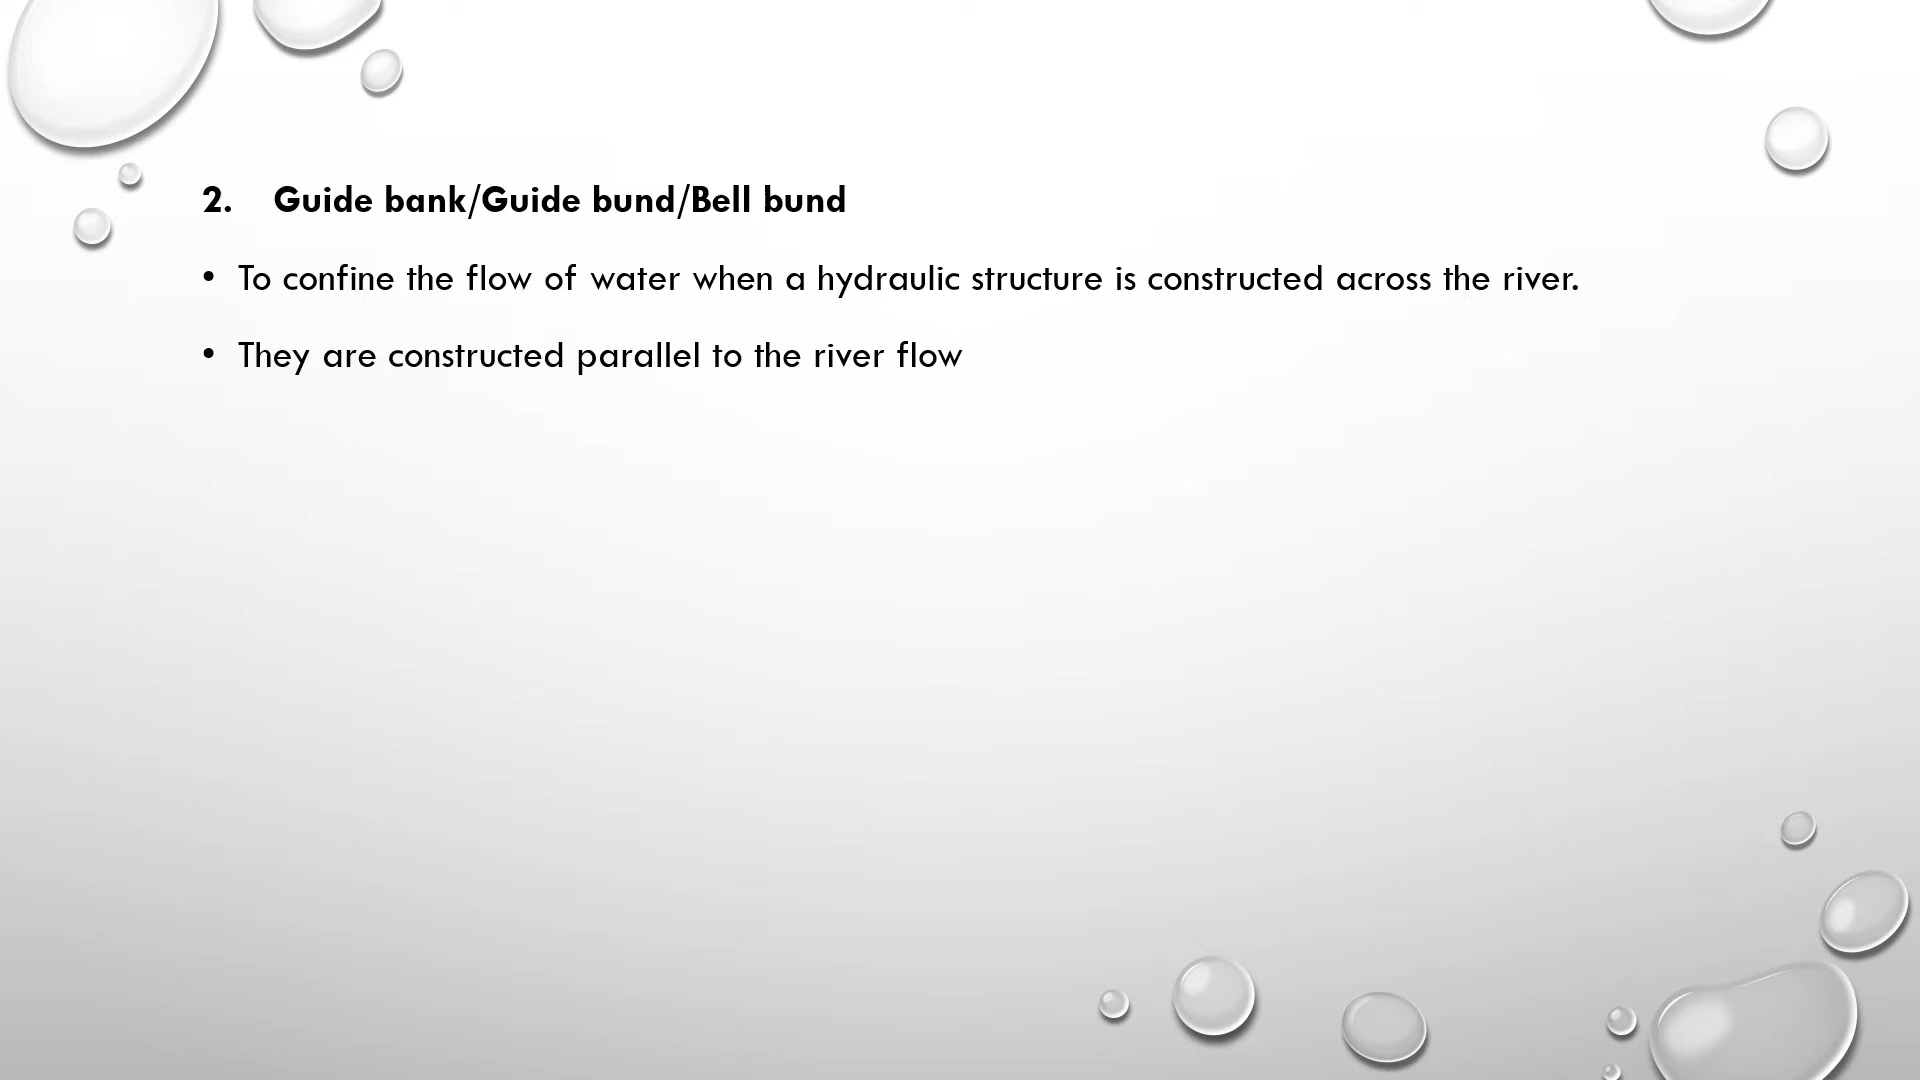 2. Guide bank/Guide bund/Bell bund
• To confine the flow of water when a hydraulic structure is constructed across the river.
• They are constructed parallel to the river flow